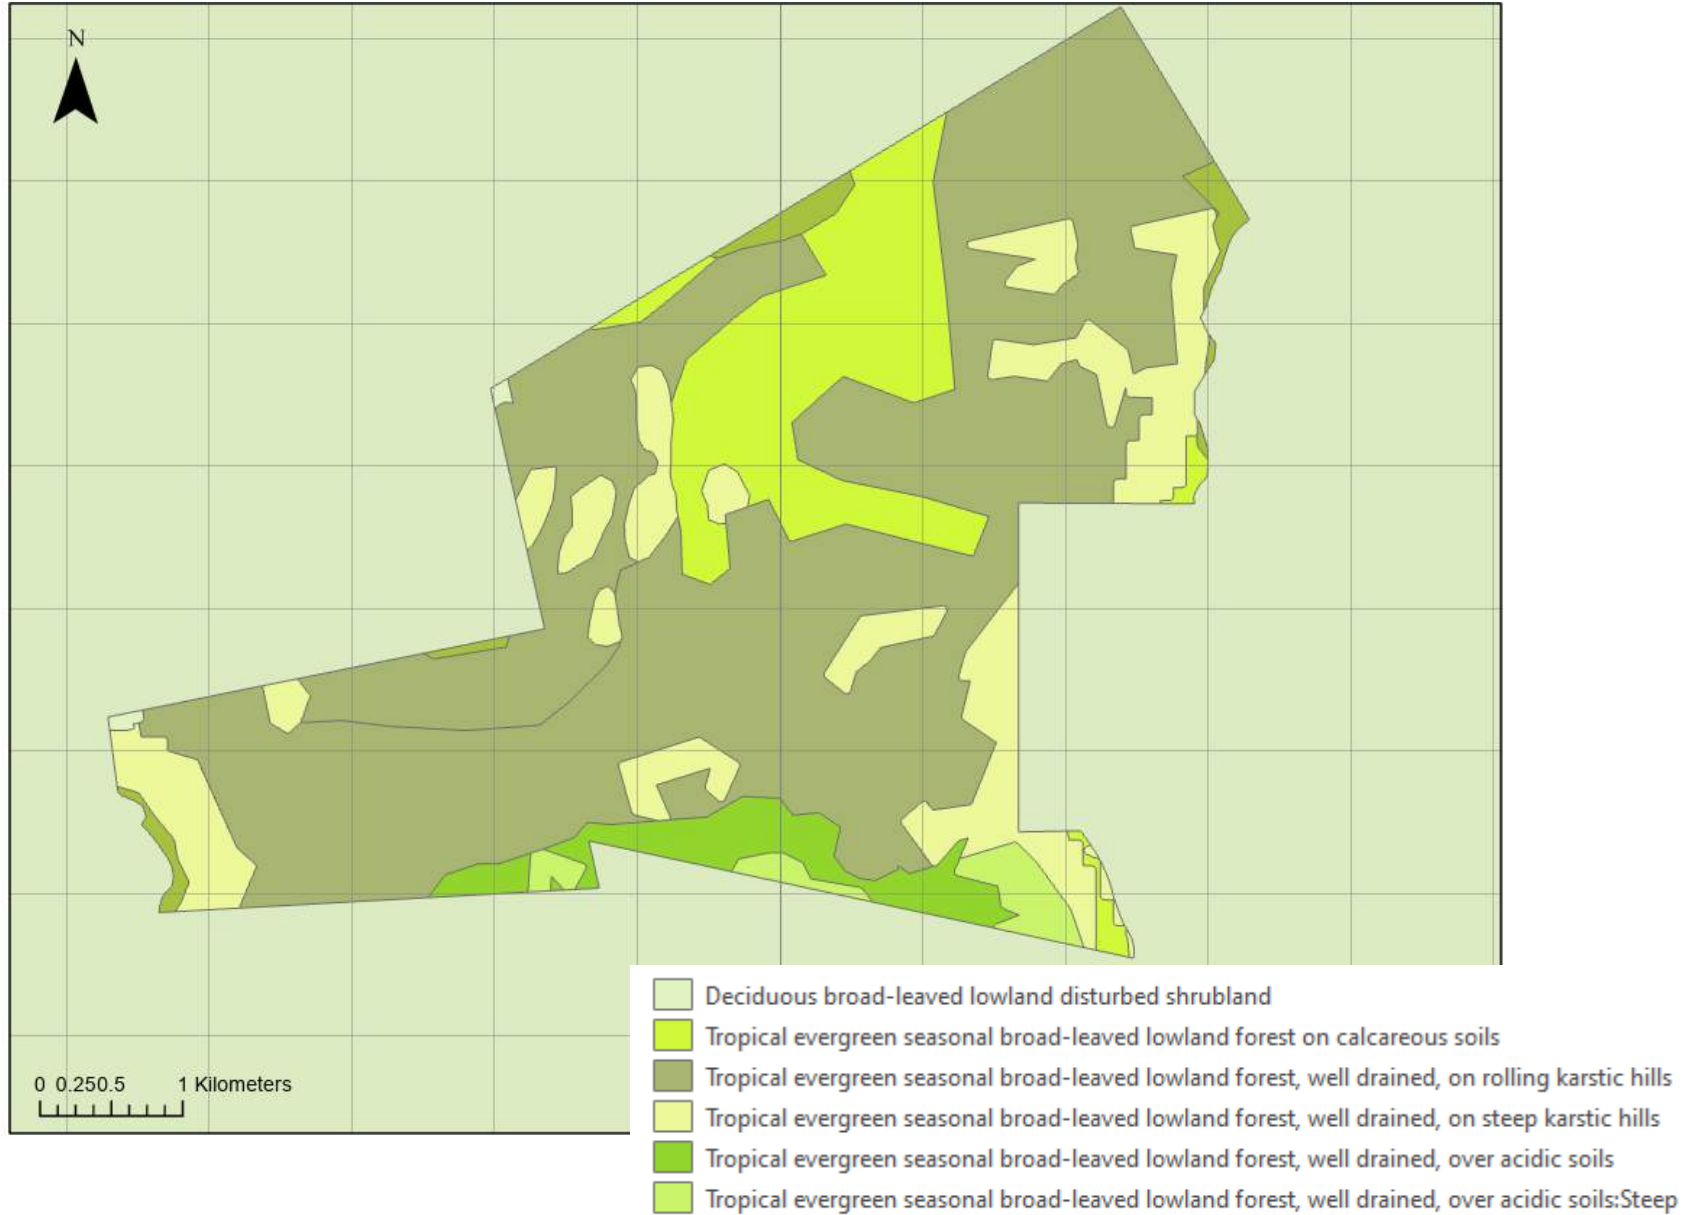 N
0 0.250.5 1 Kilometers
Deciduous broad-leaved lowland disturbed shrubland
Tropical evergreen seasonal broad-leaved lowland forest on calcareous soils
Tropical evergreen seasonal broad-leaved lowland forest, well drained, on rolling karstic hills
Tropical evergreen seasonal broad-leaved lowland forest, well drained, on steep karstic hills
Tropical evergreen seasonal broad-leaved lowland forest, well drained, over acidic soils
Tropical evergreen seasonal broad-leaved lowland forest, well drained, over acidic soils:Steep